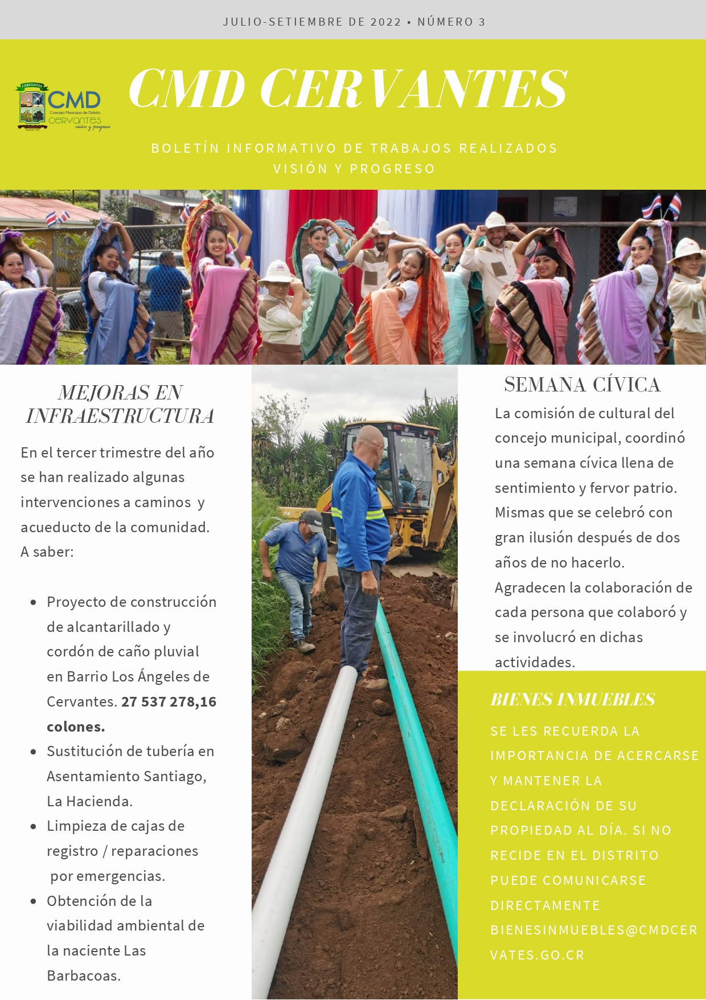 JULIO-SETIEMBRE DE 2022 • NÚMERO 3
CMD CERVANTES
CERVANTES
CMD
Concejo Municipal de Distrito
cervantes
visión y progreso
BOLETÍN INFORMATIVO DE TRABAJOS REALIZADOS
VISIÓN Y PROGRESO
MEJORAS EN
INFRAESTRUCTURA
En el tercer trimestre del año
se han realizado algunas
intervenciones a caminos y
acueducto de la comunidad.
A saber:
• Proyecto de construcción
de alcantarillado y
cordón de caño pluvial
en Barrio Los Ángeles de
Cervantes. 27 537 278,16
colones.
• Sustitución de tubería en
Asentamiento Santiago,
La Hacienda.
• Limpieza de cajas de
registro / reparaciones
por emergencias.
• Obtención de la
viabilidad ambiental de
la naciente Las
Barbacoas.
SEMANA CÍVICA
La comisión de cultural del
concejo municipal, coordinó
una semana cívica llena de
sentimiento y fervor patrio.
Mismas que se celebró con
gran ilusión después de dos
años de no hacerlo.
Agradecen la colaboración de
cada persona que colaboró y
se involucró en dichas
actividades.
BIENES INMUEBLES
SE LES RECUERDA LA
IMPORTANCIA DE ACERCARSE
Y MANTENER LA
DECLARACIÓN DE SU
PROPIEDAD AL DÍA. SI NO
RECIDE EN EL DISTRITO
PUEDE COMUNICARSE
DIRECTAMENTE
BIENESINMUEBLES@CMDCER
VATES.GO.CR